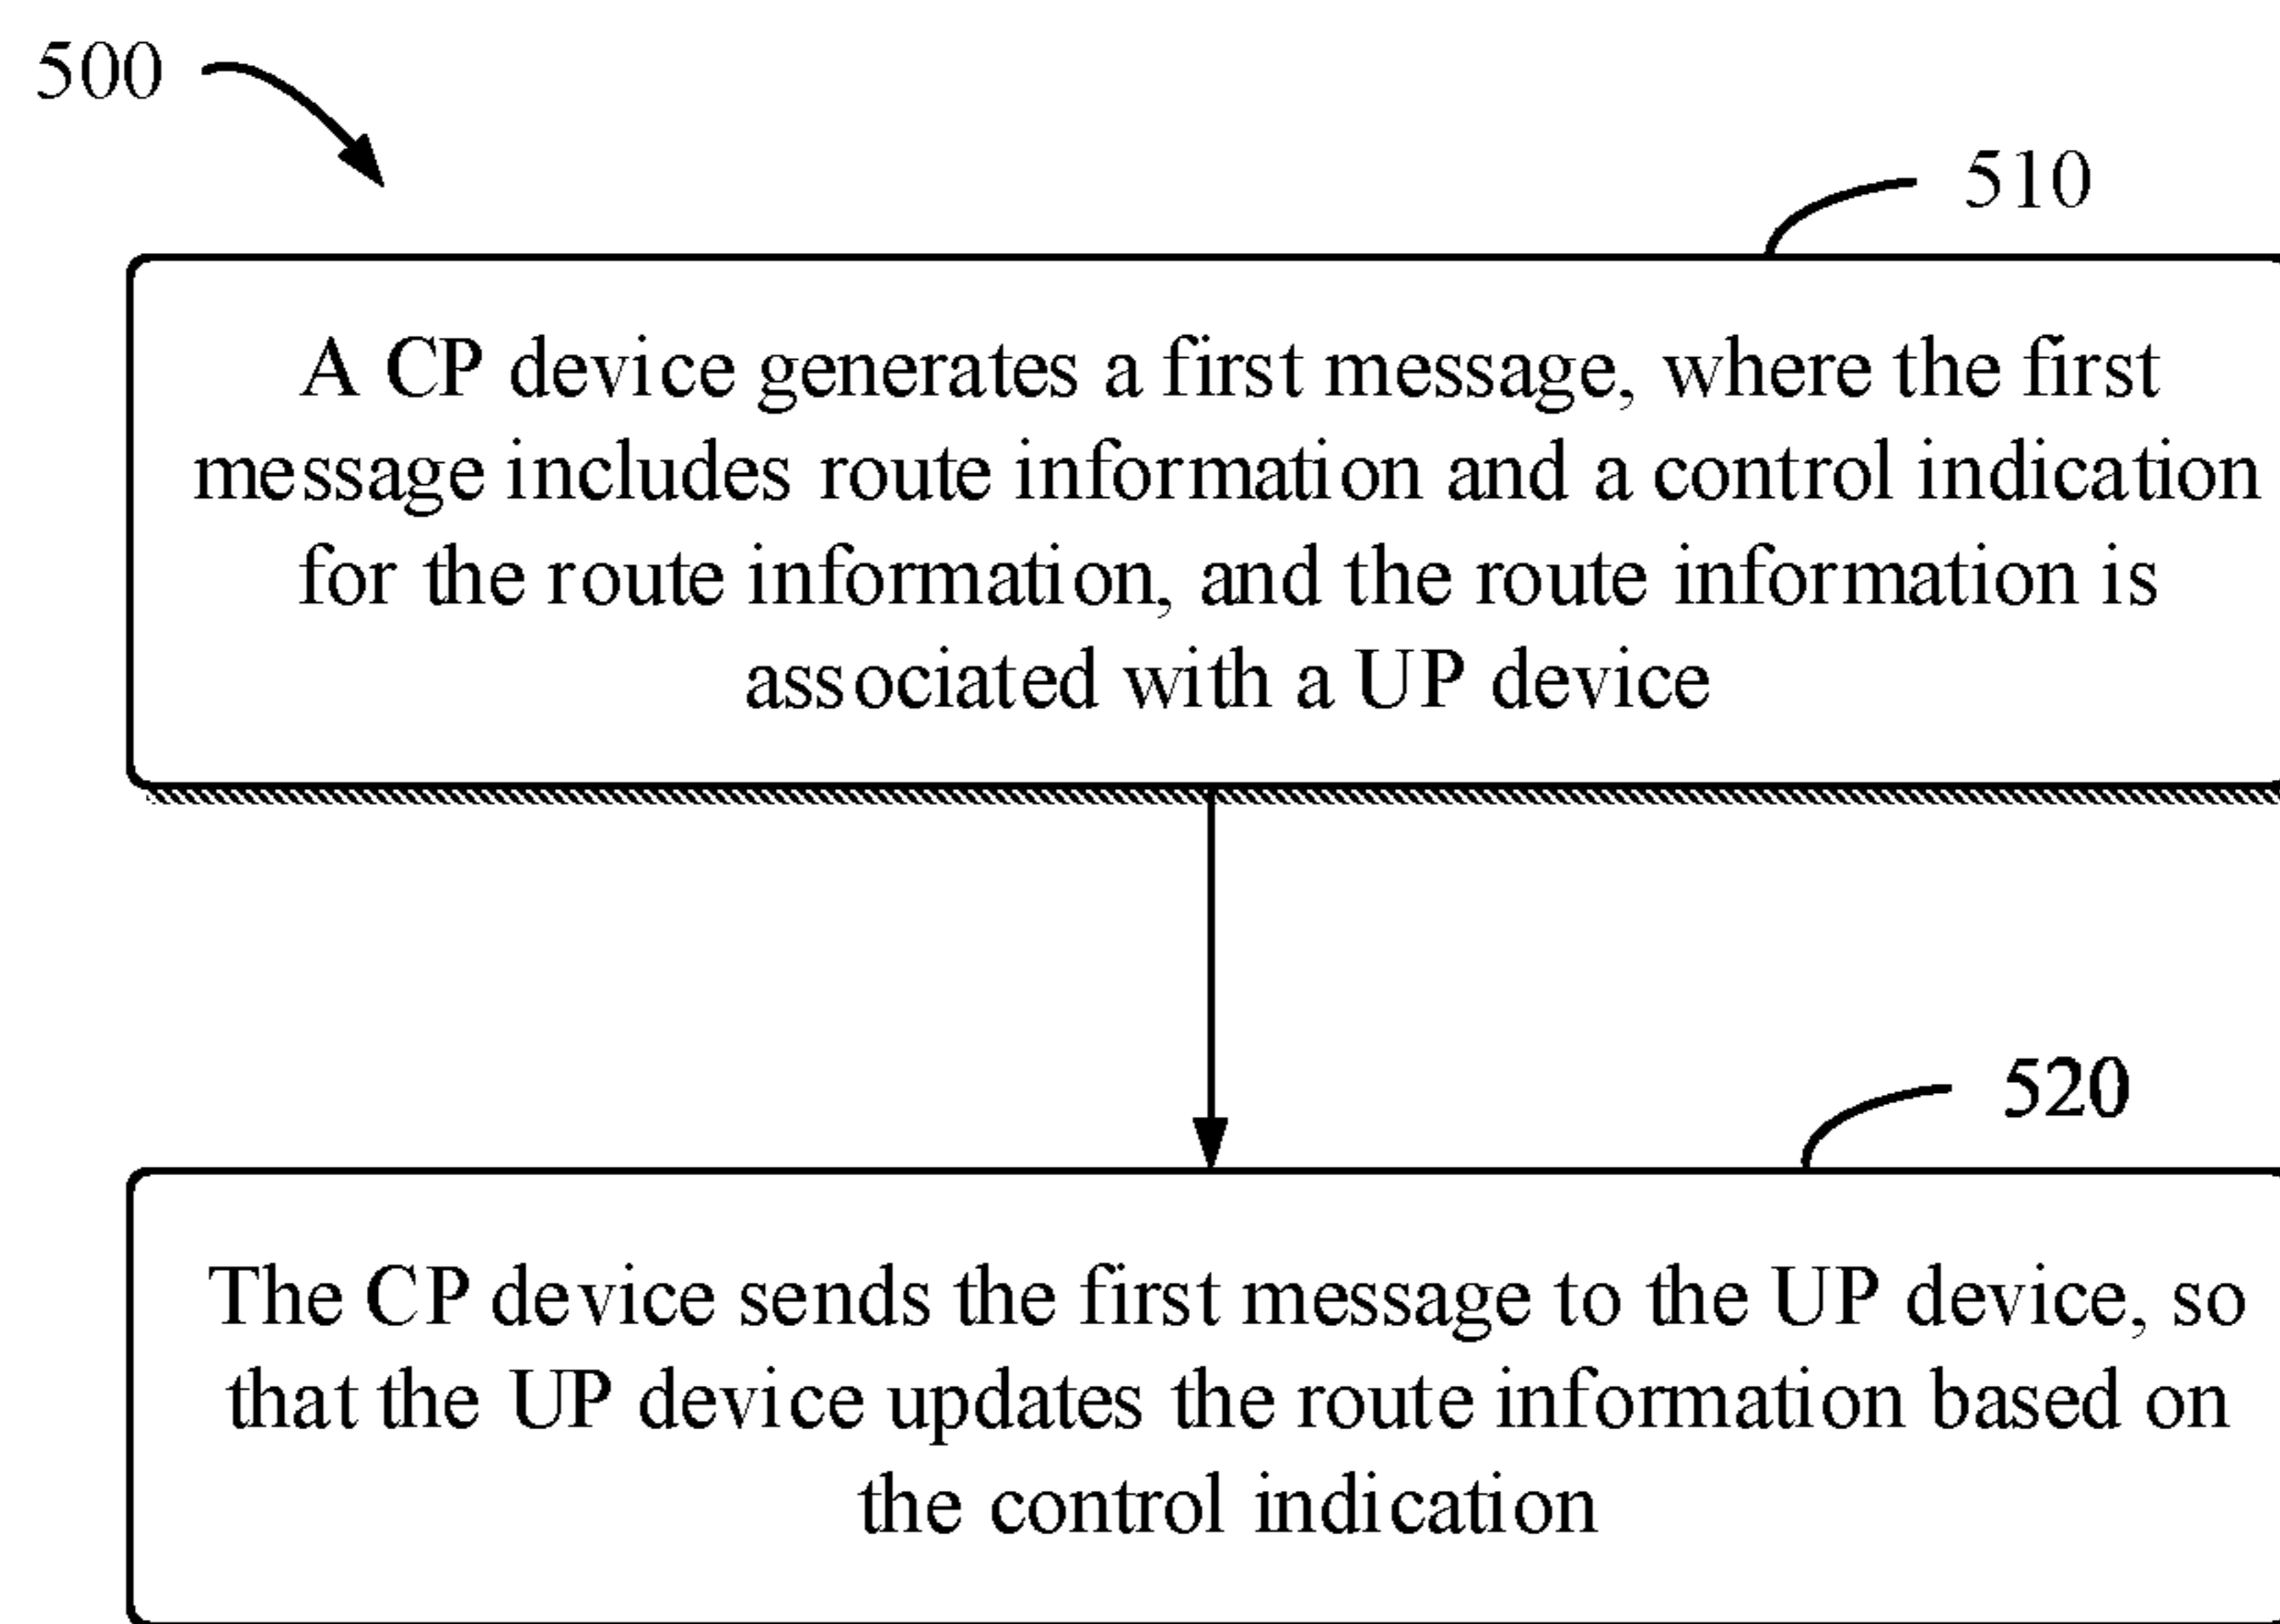 500
510
A CP device generates a first message, where the first
message includes route information and a control indication
for the route information, and the route information is
associated with a UP device
520
The CP device sends the first message to the UP device, so
that the UP device updates the route information based on
the control indication